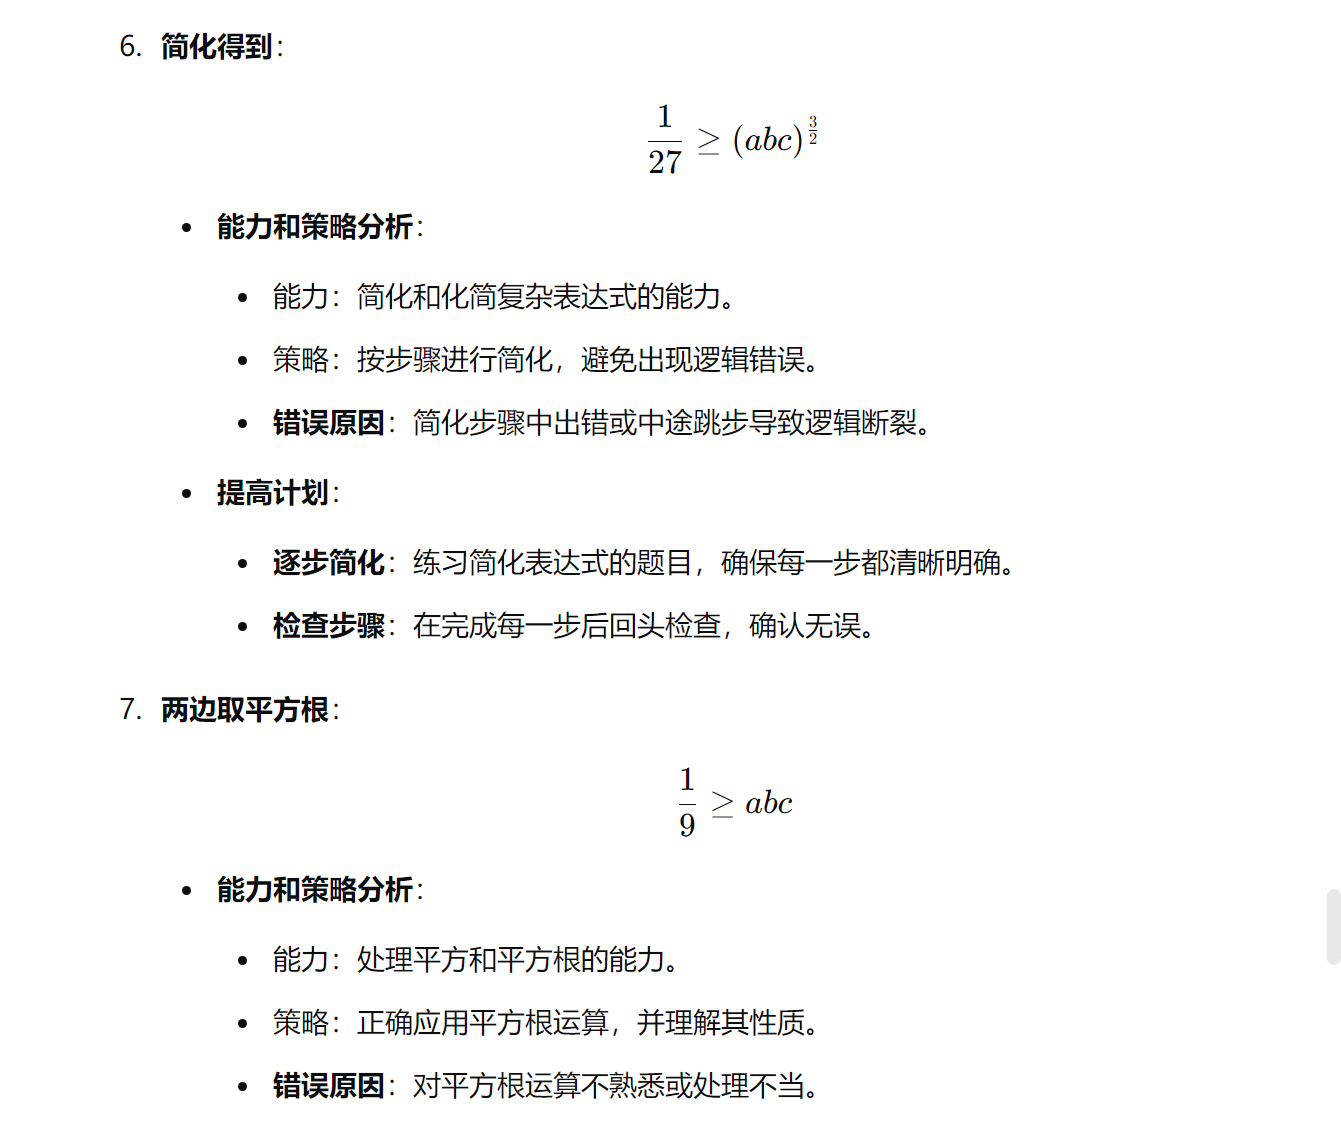 6. 简化得到：
1/27 ≥ (abc)^{3/2}
• 能力和策略分析：
• 能力：简化和化简复杂表达式的能力。
• 策略：按步骤进行简化，避免出现逻辑错误。
• 错误原因：简化步骤中出错或中途跳步导致逻辑断裂。
• 提高计划：
• 逐步简化：练习简化表达式的题目，确保每一步都清晰明确。
• 检查步骤：在完成每一步后回头检查，确认无误。
7. 两边取平方根：
1/9 ≥ abc
• 能力和策略分析：
• 能力：处理平方和平方根的能力。
• 策略：正确应用平方根运算，并理解其性质。
• 错误原因：对平方根运算不熟悉或处理不当。